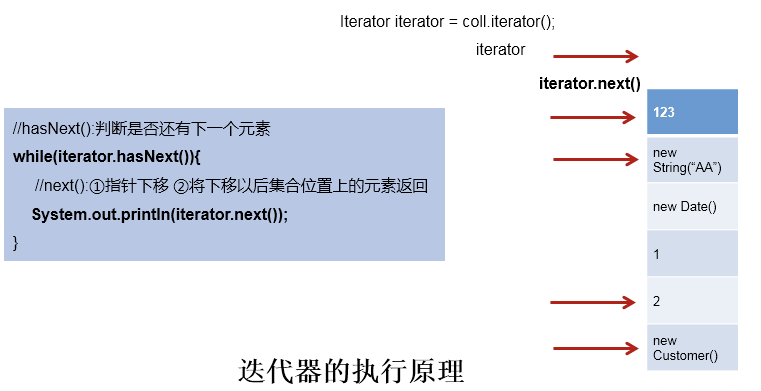 Iterator iterator = coll.iterator();
iterator
iterator.next()
//hasNext():判断是否还有下一个元素
while(iterator.hasNext()){
//next():①指针下移 ②将下移以后集合位置上的元素返回
System.out.println(iterator.next());
}
123
new
String(“AA”)
new Date()
1
2
new
Customer()
迭代器的执行原理